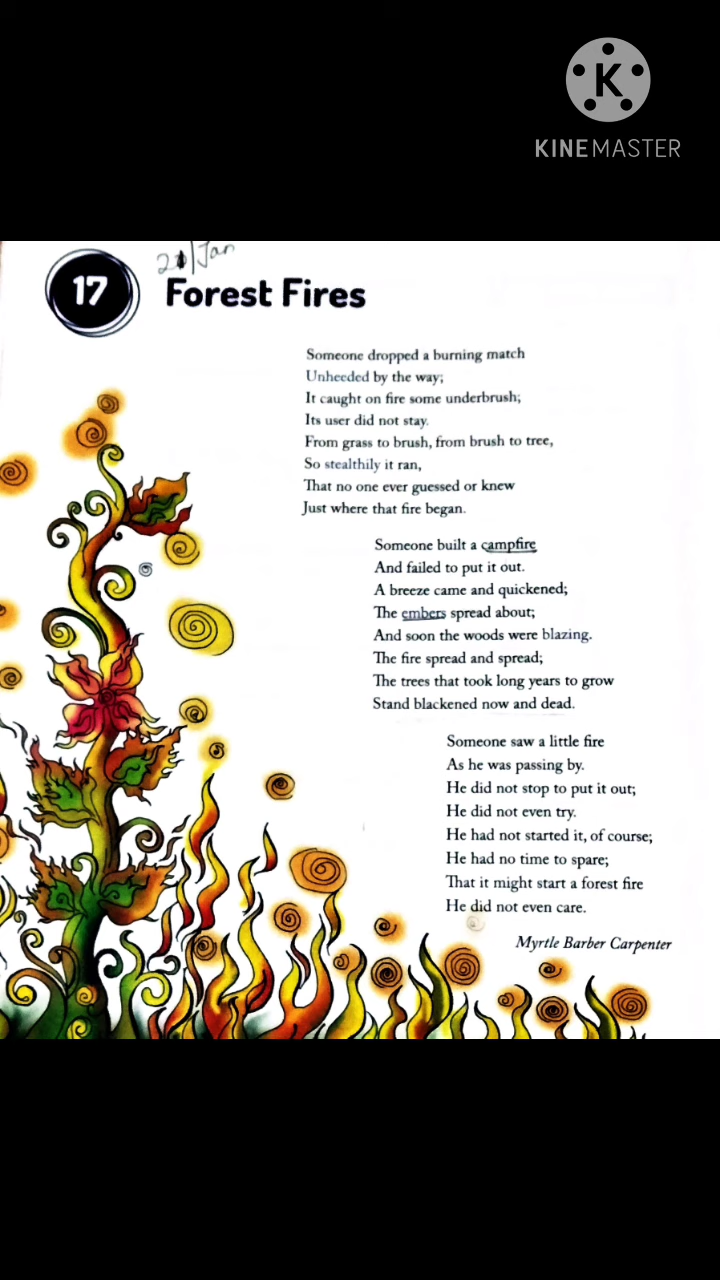 K
KINEMASTER
21/Jan
17
Forest Fires
Someone dropped a burning match
Unheeded by the way;
It caught on fire some underbrush;
Its user did not stay.
From grass to brush, from brush to tree,
So stealthily it ran,
That no one ever guessed or knew
Just where that fire began.
Someone built a campfire
And failed to put it out.
A breeze came and quickened;
The embers spread about;
And soon the woods were blazing.
The fire spread and spread;
The trees that took long years to grow
Stand blackened now and dead.
Someone saw a little fire
As he was passing by.
He did not stop to put it out;
He did not even try.
He had not started it, of course;
He had no time to spare;
That it might start a forest fire
He did not even care.
Myrtle Barber Carpenter